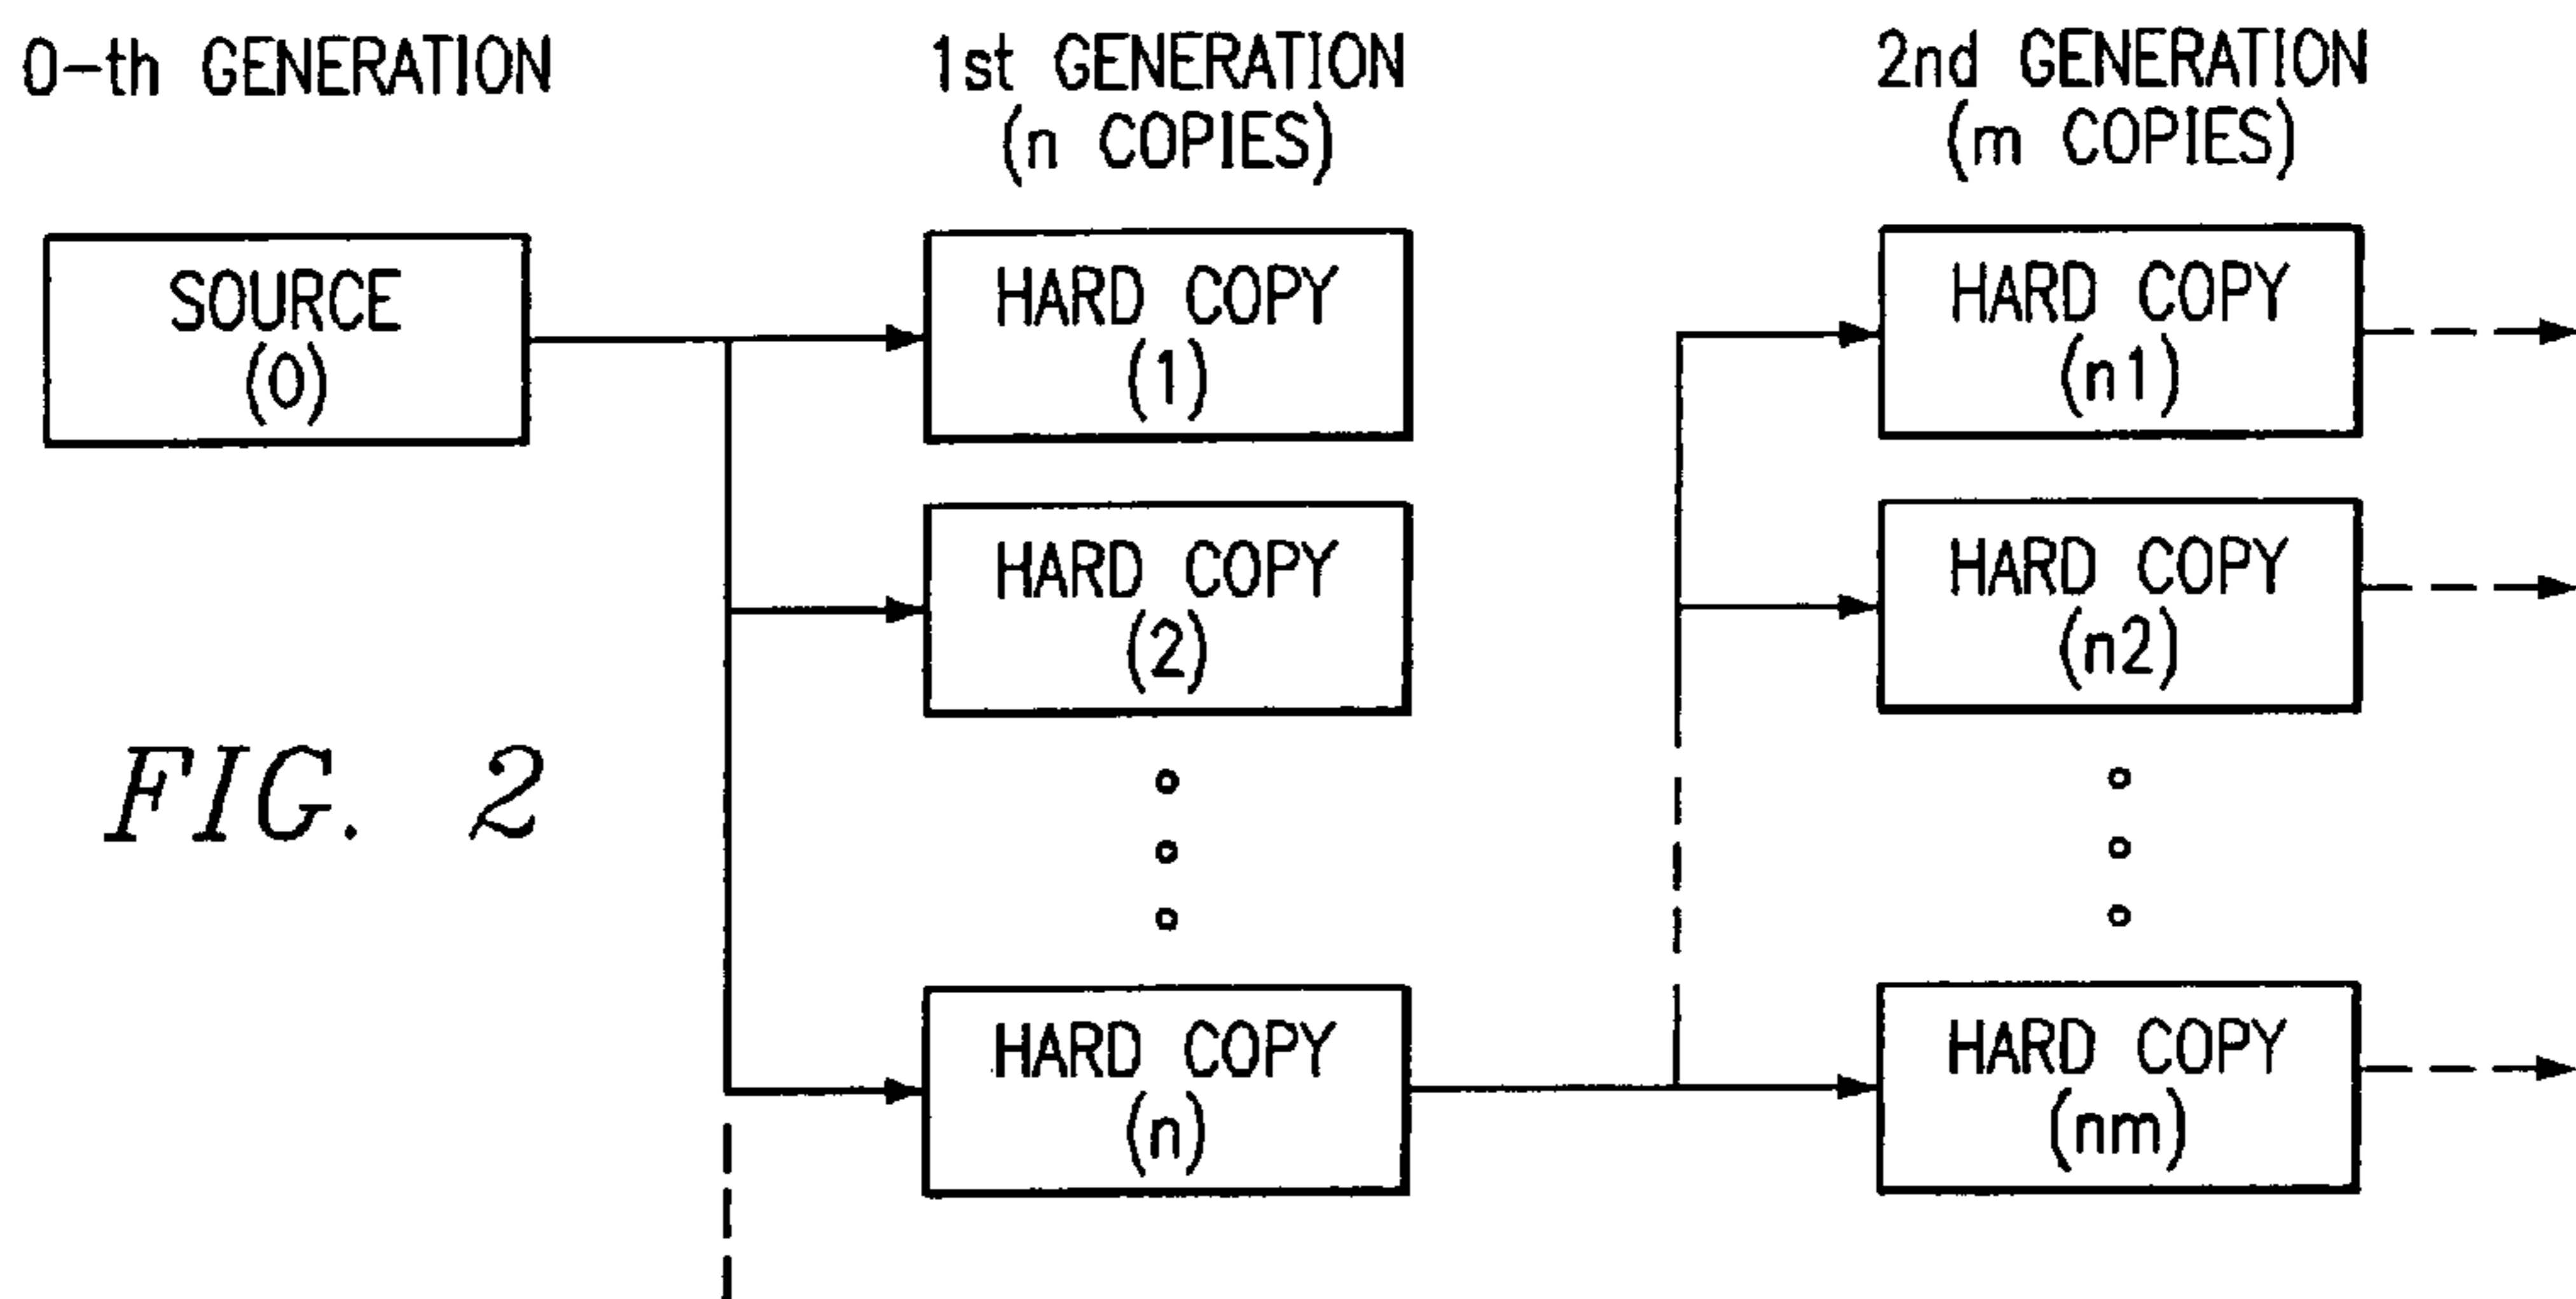 0-th GENERATION
1st GENERATION
(n COPIES)
2nd GENERATION
(m COPIES)
SOURCE
(0)
HARD COPY
(1)
HARD COPY
(n1)
HARD COPY
(2)
HARD COPY
(n2)
FIG. 2
HARD COPY
(n)
HARD COPY
(nm)